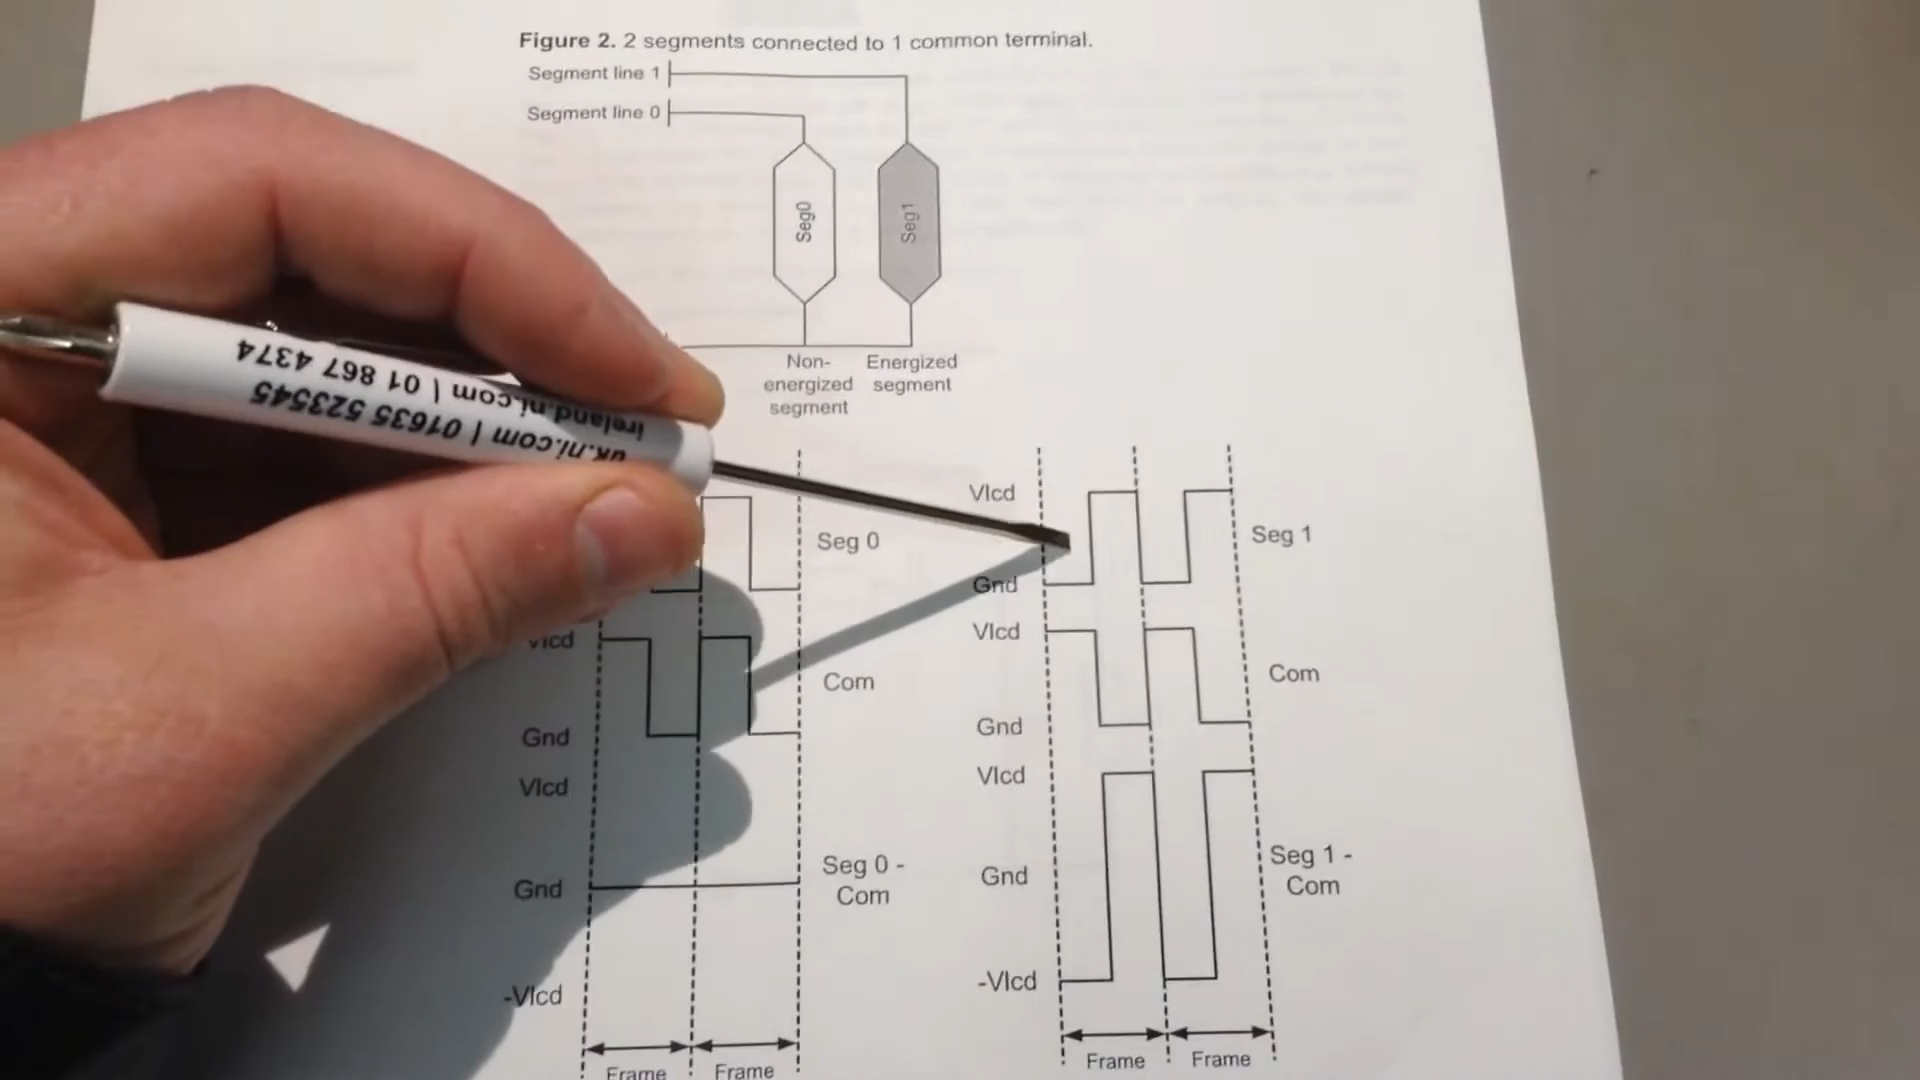 Figure 2. 2 segments connected to 1 common terminal.
Segment line 1
Segment line 0
Seg0
Seg1
Non-
energized
segment
Energized
segment
uk.ni.com | 01635 523545
ireland.ni.com | 01 867 4374
Seg 0
Vlcd
Com
Gnd
Vlcd
Gnd
Seg 0 -
Com
-Vlcd
Frame
Frame
Vlcd
Seg 1
Gnd
Vlcd
Com
Gnd
Vlcd
Gnd
Seg 1 -
Com
-Vlcd
Frame
Frame